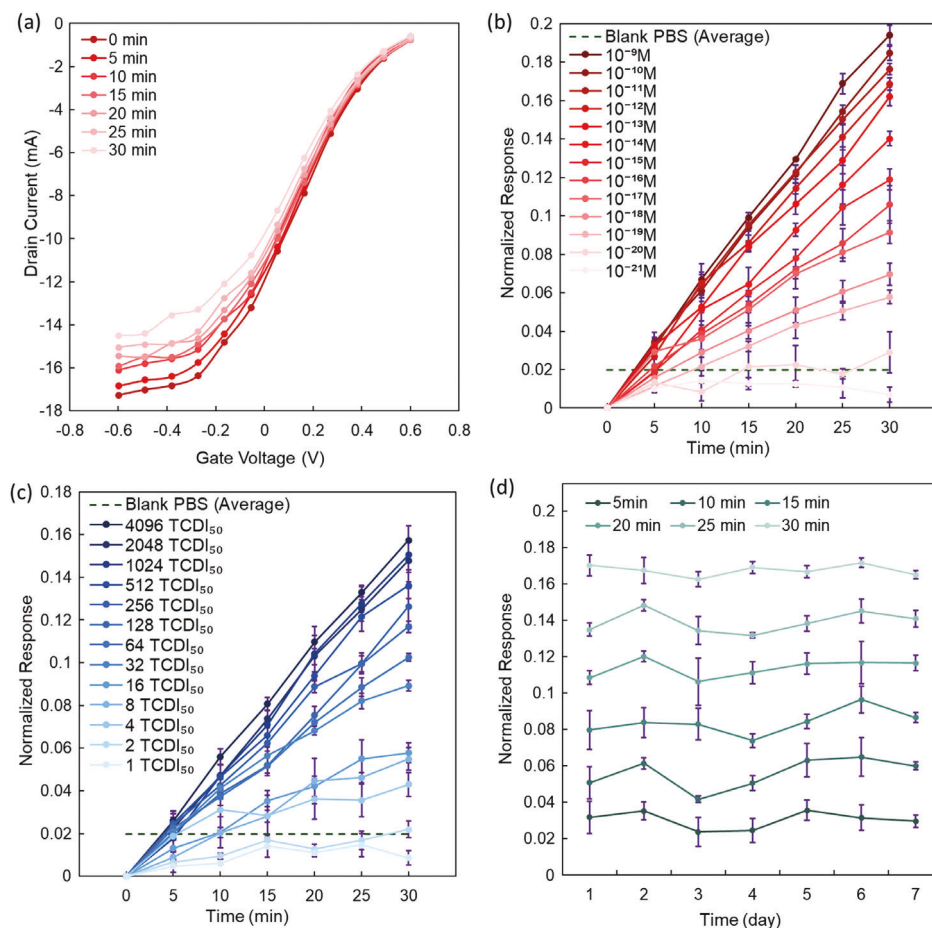 (a)
0
-2
-4
-6
-8
-10
-12
-14
-16
-18
Drain Current (mA)
0 min
5 min
10 min
15 min
20 min
25 min
30 min
-0.8 -0.6 -0.4 -0.2 0 0.2 0.4 0.6 0.8
Gate Voltage (V)
(b)
0.2
0.18
0.16
0.14
0.12
0.1
0.08
0.06
0.04
0.02
0
Normalized Response
Blank PBS (Average)
10⁻⁹M
10⁻¹⁰M
10⁻¹¹M
10⁻¹²M
10⁻¹³M
10⁻¹⁴M
10⁻¹⁵M
10⁻¹⁶M
10⁻¹⁷M
10⁻¹⁸M
10⁻¹⁹M
10⁻²⁰M
10⁻²¹M
0 5 10 15 20 25 30
Time (min)
(c)
0.18
0.16
0.14
0.12
0.1
0.08
0.06
0.04
0.02
0
Normalized Response
Blank PBS (Average)
4096 TCDI₅₀
2048 TCDI₅₀
1024 TCDI₅₀
512 TCDI₅₀
256 TCDI₅₀
128 TCDI₅₀
64 TCDI₅₀
32 TCDI₅₀
16 TCDI₅₀
8 TCDI₅₀
4 TCDI₅₀
2 TCDI₅₀
1 TCDI₅₀
0 5 10 15 20 25 30
Time (min)
(d)
0.2
0.18
0.16
0.14
0.12
0.1
0.08
0.06
0.04
0.02
0
Normalized Response
5min 10 min 15 min
20 min 25 min 30 min
1 2 3 4 5 6 7
Time (day)